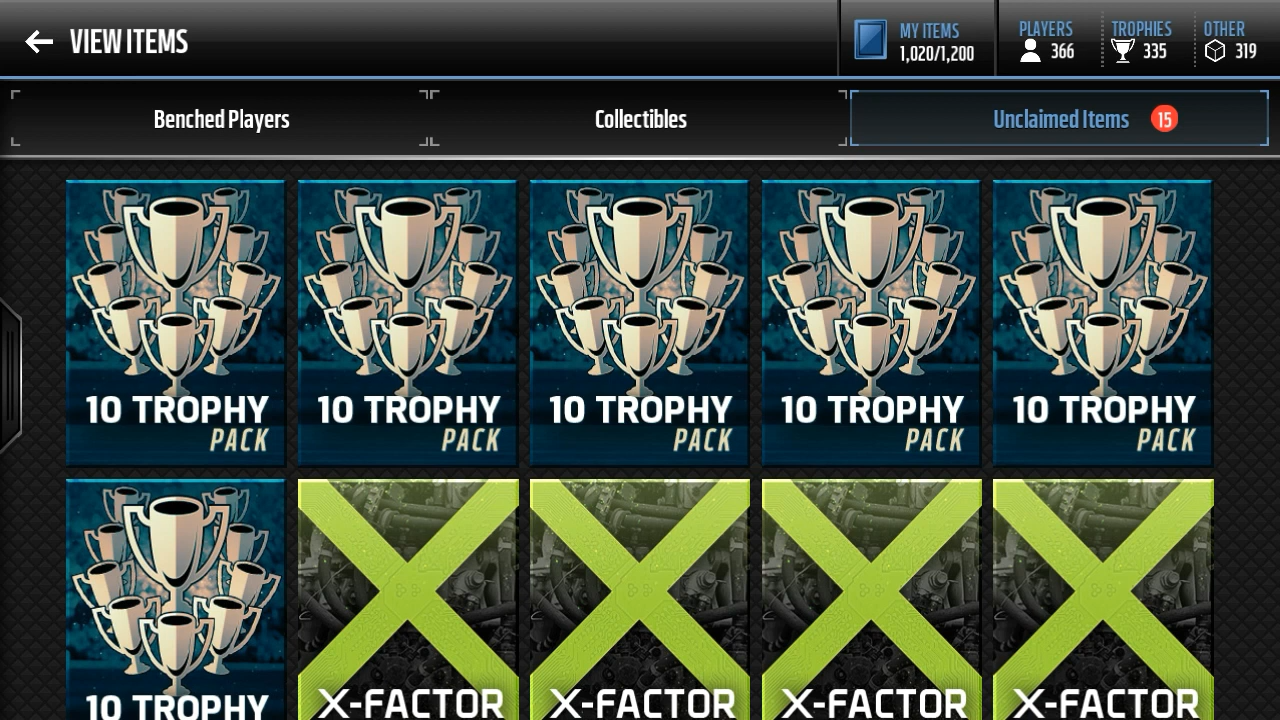 VIEW ITEMS
MY ITEMS
1,020/1,200
PLAYERS
366
TROPHIES
335
OTHER
319
Benched Players
Collectibles
Unclaimed Items 15
10 TROPHY
PACK
10 TROPHY
PACK
10 TROPHY
PACK
10 TROPHY
PACK
10 TROPHY
PACK
10 TROPHY
X-FACTOR
X-FACTOR
X-FACTOR
X-FACTOR